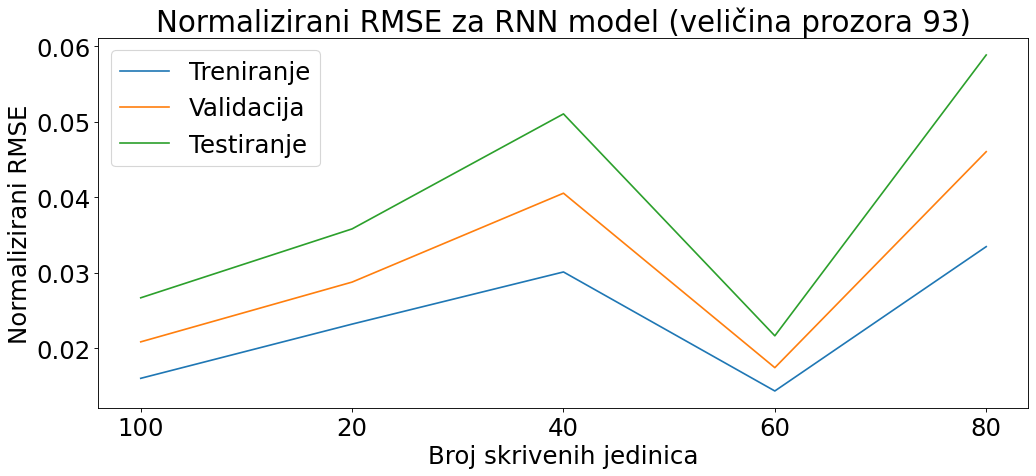 Normalizirani RMSE za RNN model (veličina prozora 93)
Normalizirani RMSE
0.06
0.05
0.04
0.03
0.02
Treniranje
Validacija
Testiranje
100 20 40 60 80
Broj skrivenih jedinica